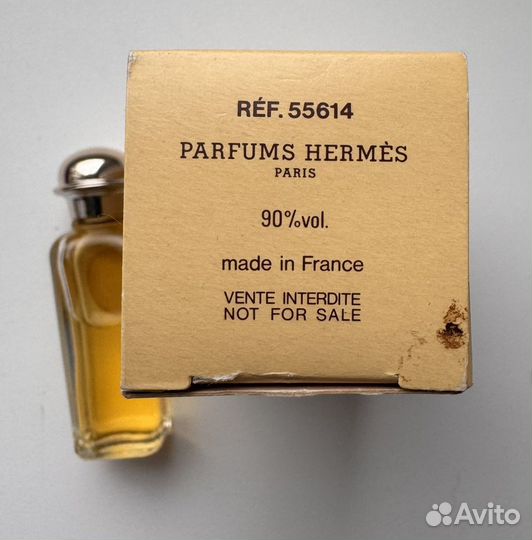 RÉF. 55614
PARFUMS HERMÈS
PARIS
90%vol.
made in France
VENTE INTERDITE
NOT FOR SALE
Avito